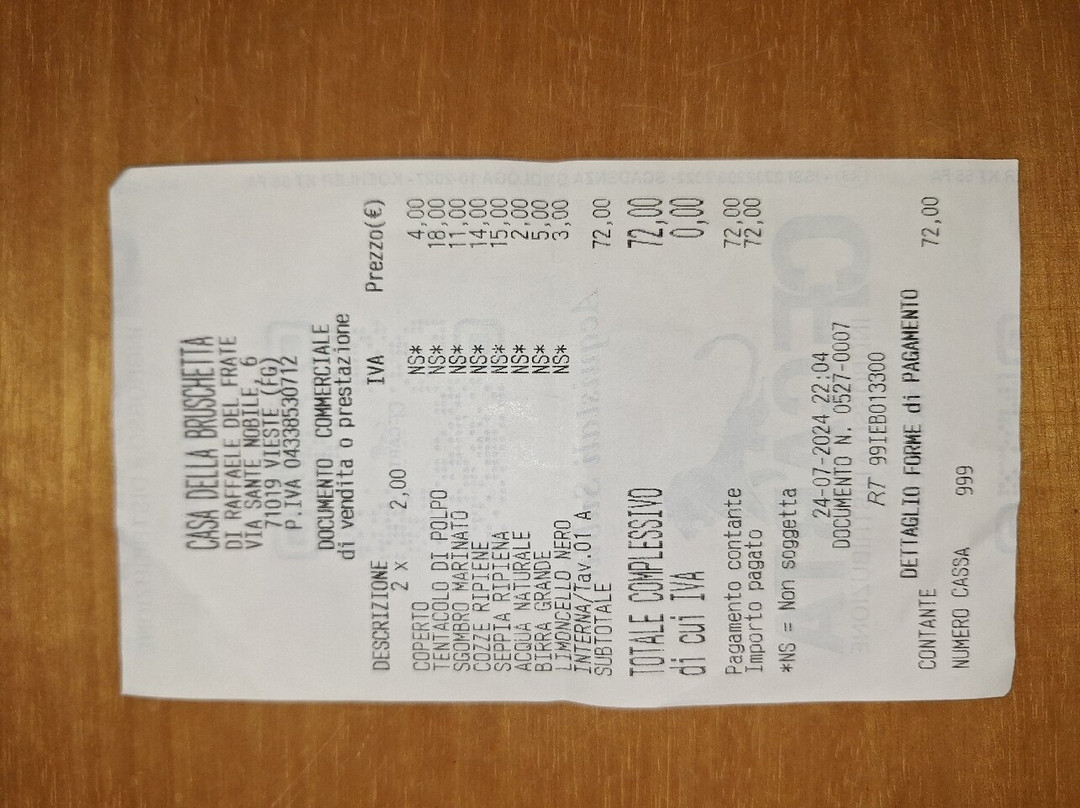 CASA DELLA BRUSCHETTA
DI RAFFAELE DEL FRATE
VIA SANTE NOBILE, 6
71019 VIESTE (FG)
P.IVA 04338530712
DOCUMENTO COMMERCIALE
di vendita o prestazione
DESCRIZIONE IVA Prezzo(€)
2 x 2,00
COPERTO NS* 4,00
TENTACOLO DI POLPO NS* 18,00
SGOMBRO MARINATO NS* 11,00
COZZE RIPIENE NS* 14,00
SEPPIA RIPIENA NS* 15,00
ACQUA NATURALE NS* 2,00
BIRRA GRANDE NS* 5,00
LIMONCELLO NERO NS* 3,00
INTERNA/Tav.01 A
SUBTOTALE 72,00
TOTALE COMPLESSIVO 72,00
di cui IVA 0,00
Pagamento contante 72,00
Importo pagato 72,00
*NS = Non soggetta
24-07-2024 22:04
DOCUMENTO N. 0527-0007
RT 99IEB013300
DETTAGLIO FORME di PAGAMENTO
CONTANTE 72,00
NUMERO CASSA 999